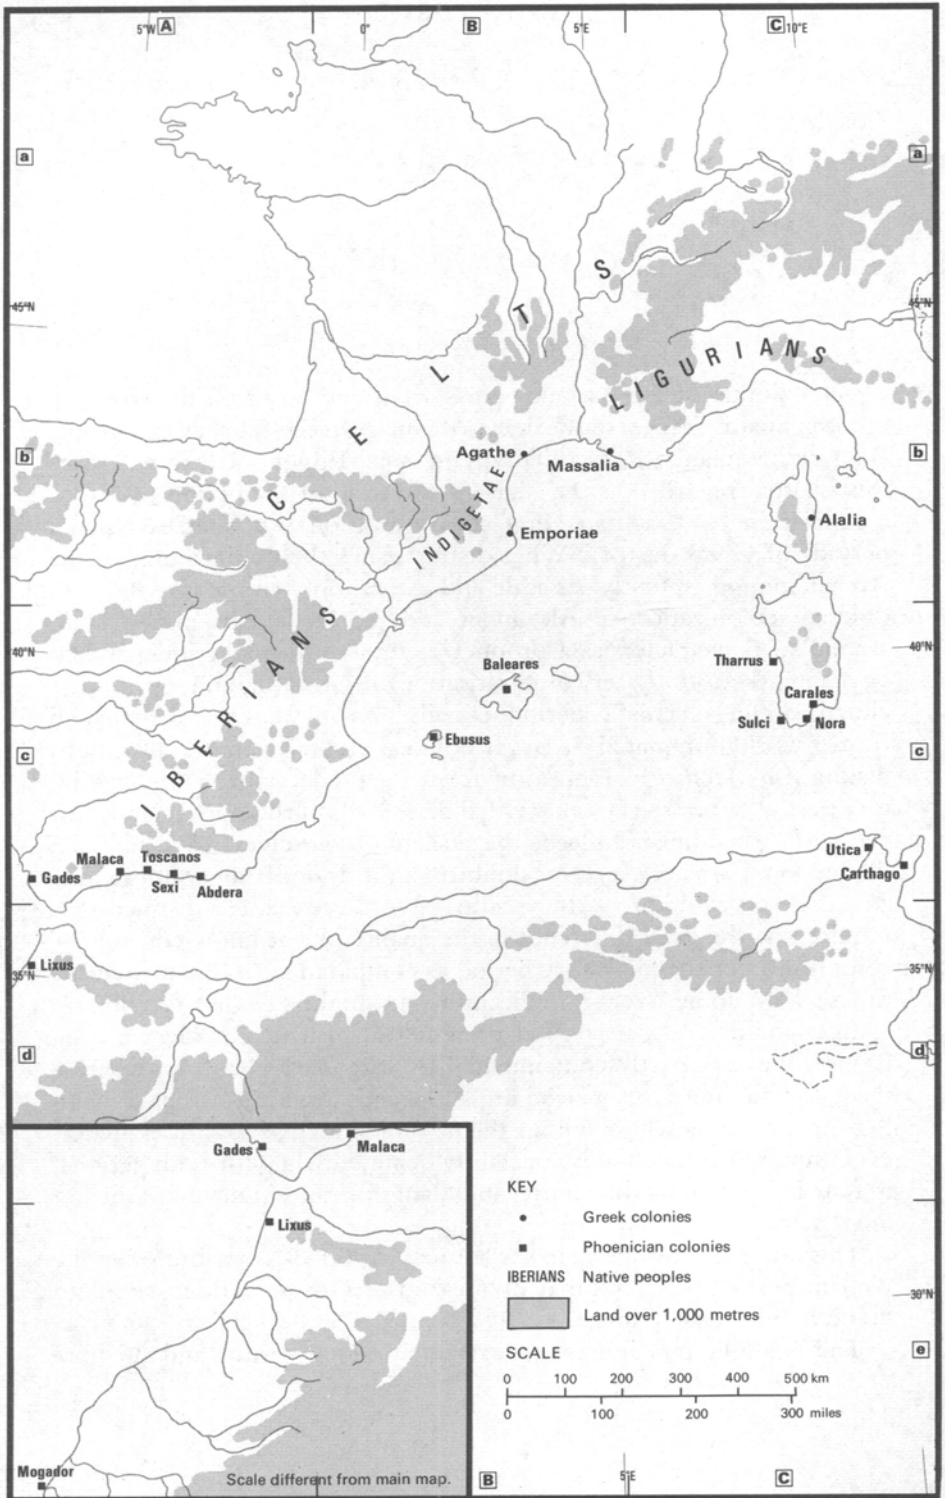 A
B
C
5°W
0°
5°E
10°E
a
a
45°N
45°N
CELTS
LIGURIANS
b
b
Agathe
Massalia
INDIGETAE
Emporiae
Alalia
IBERIANS
40°N
40°N
Baleares
Tharrus
Carales
Ebusus
Sulci
Nora
c
c
Malaca
Toscanos
Utica
Gades
Sexi
Abdera
Carthago
Lixus
35°N
35°N
d
d
Gades
Malaca
Lixus
Mogador
Scale different from main map.
KEY
Greek colonies
Phoenician colonies
IBERIANS Native peoples
Land over 1,000 metres
SCALE
0 100 200 300 400 500 km
0 100 200 300 miles
30°N
e
B
5°E
C